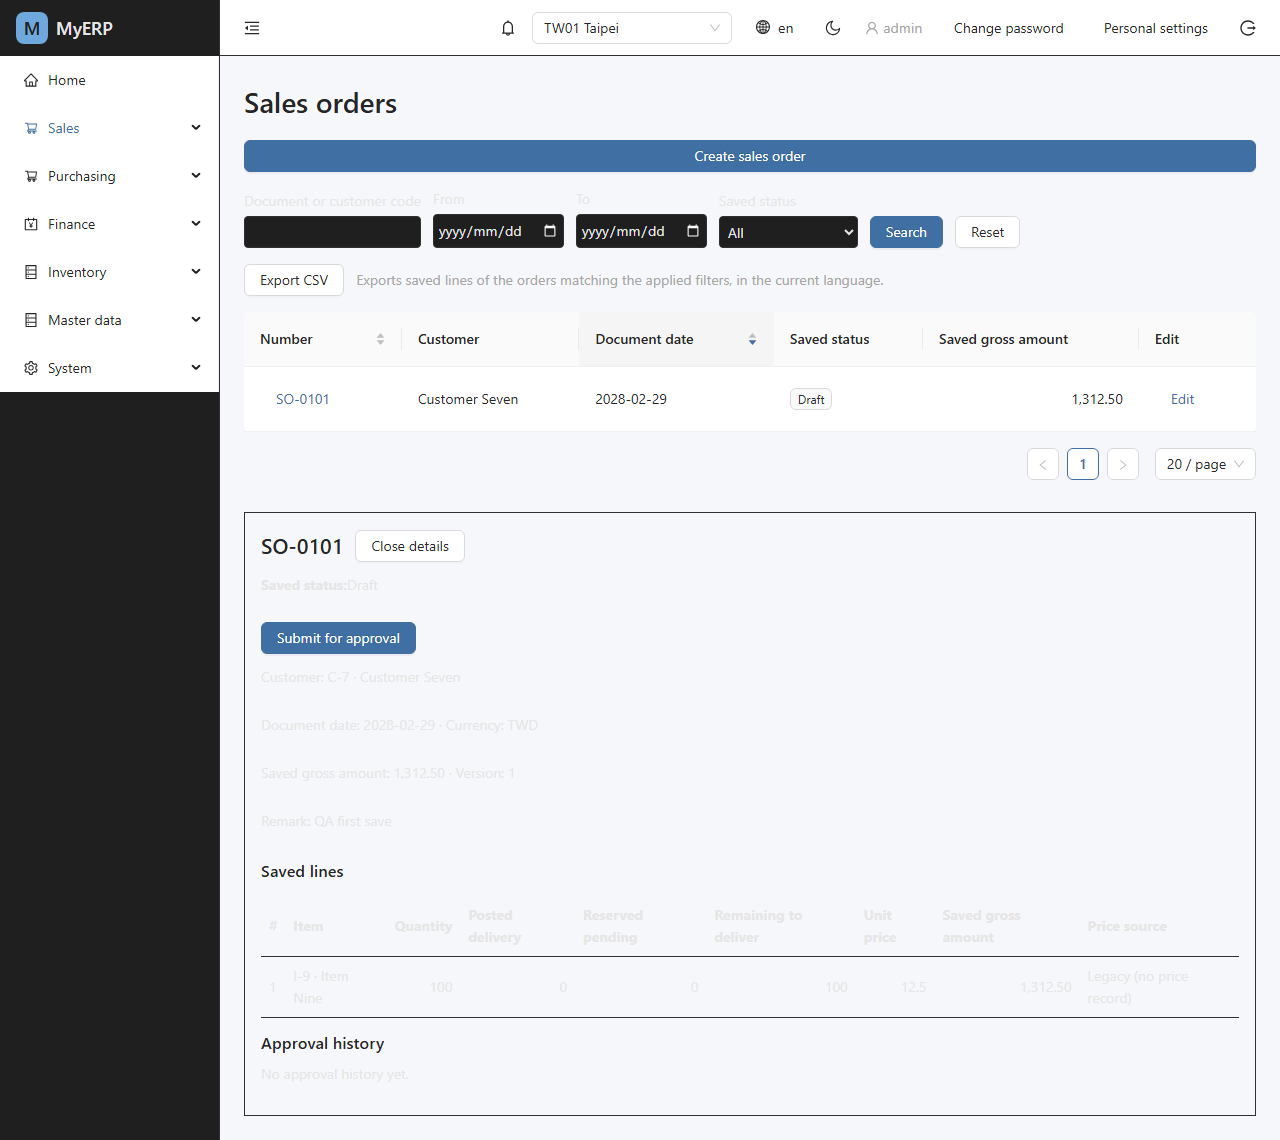 M MyERP
TW01 Taipei
en
admin
Change password
Personal settings
Home
Sales
Purchasing
Finance
Inventory
Master data
System
Sales orders
Create sales order
Document or customer code
From
To
Saved status
yyyy/mm/dd
yyyy/mm/dd
All
Search
Reset
Export CSV
Exports saved lines of the orders matching the applied filters, in the current language.
Number Customer Document date Saved status Saved gross amount Edit
SO-0101 Customer Seven 2028-02-29 Draft 1,312.50 Edit
< 1 > 20 / page
SO-0101 Close details
Saved status:Draft
Submit for approval
Customer: C-7 · Customer Seven
Document date: 2028-02-29 · Currency: TWD
Saved gross amount: 1,312.50 · Version: 1
Remark: QA first save
Saved lines
# Item Quantity Posted delivery Reserved pending Remaining to deliver Unit price Saved gross amount Price source
1 I-9 · Item Nine 100 0 0 100 12.5 1,312.50 Legacy (no price record)
Approval history
No approval history yet.